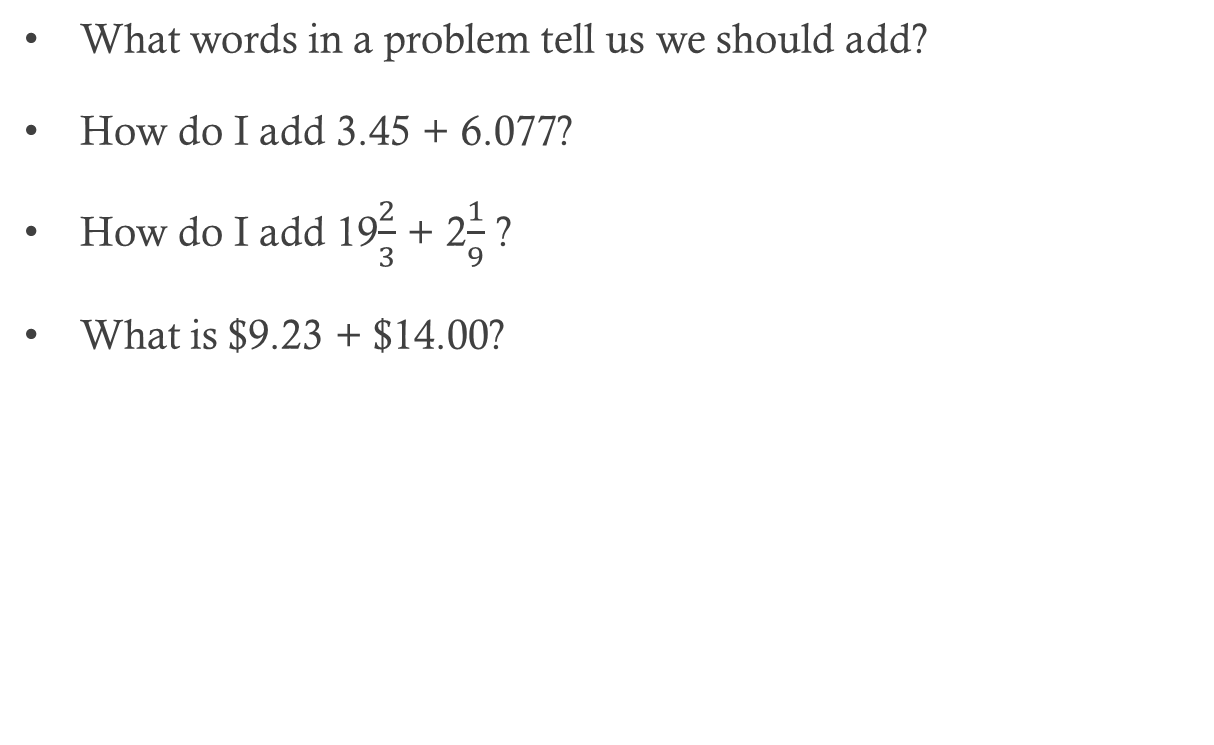 • What words in a problem tell us we should add?
• How do I add 3.45 + 6.077?
• How do I add 19 2/3 + 2 1/9 ?
• What is $9.23 + $14.00?